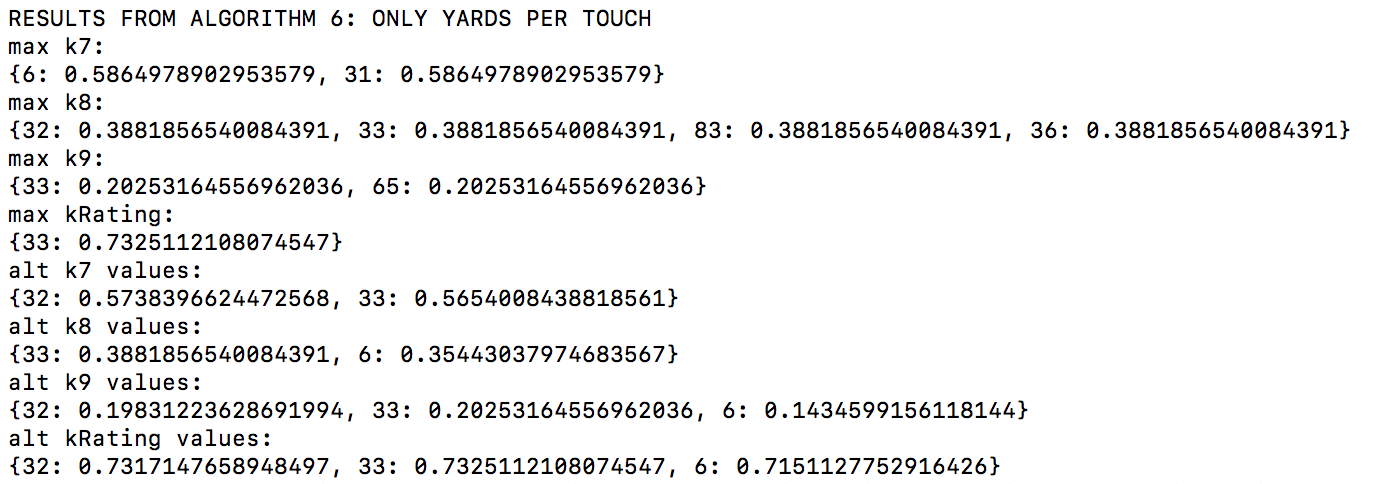 RESULTS FROM ALGORITHM 6: ONLY YARDS PER TOUCH
max k7:
{6: 0.5864978902953579, 31: 0.5864978902953579}
max k8:
{32: 0.3881856540084391, 33: 0.3881856540084391, 83: 0.3881856540084391, 36: 0.3881856540084391}
max k9:
{33: 0.20253164556962036, 65: 0.20253164556962036}
max kRating:
{33: 0.7325112108074547}
alt k7 values:
{32: 0.5738396624472568, 33: 0.5654008438818561}
alt k8 values:
{33: 0.3881856540084391, 6: 0.35443037974683567}
alt k9 values:
{32: 0.19831223628691994, 33: 0.20253164556962036, 6: 0.1434599156118144}
alt kRating values:
{32: 0.7317147658948497, 33: 0.7325112108074547, 6: 0.7151127752916426}